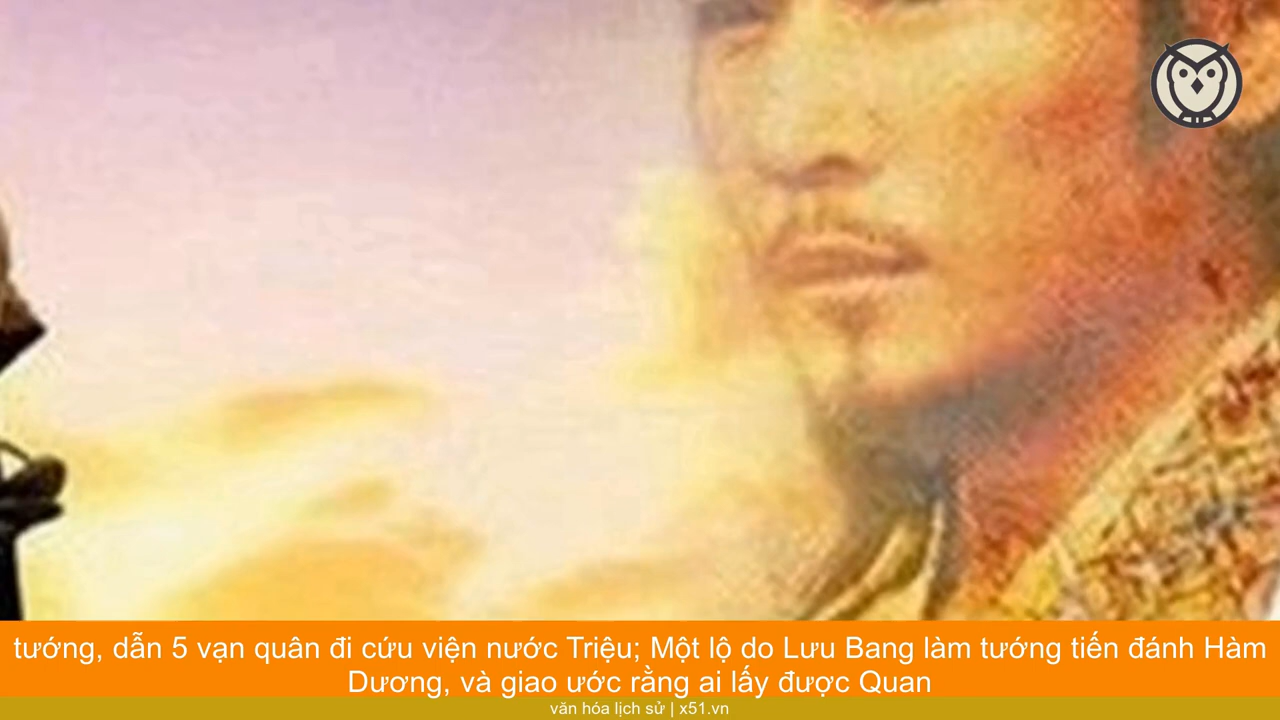 tướng, dẫn 5 vạn quân đi cứu viện nước Triệu; Một lộ do Lưu Bang làm tướng tiến đánh Hàm
Dương, và giao ước rằng ai lấy được Quan
văn hóa lịch sử | x51.vn